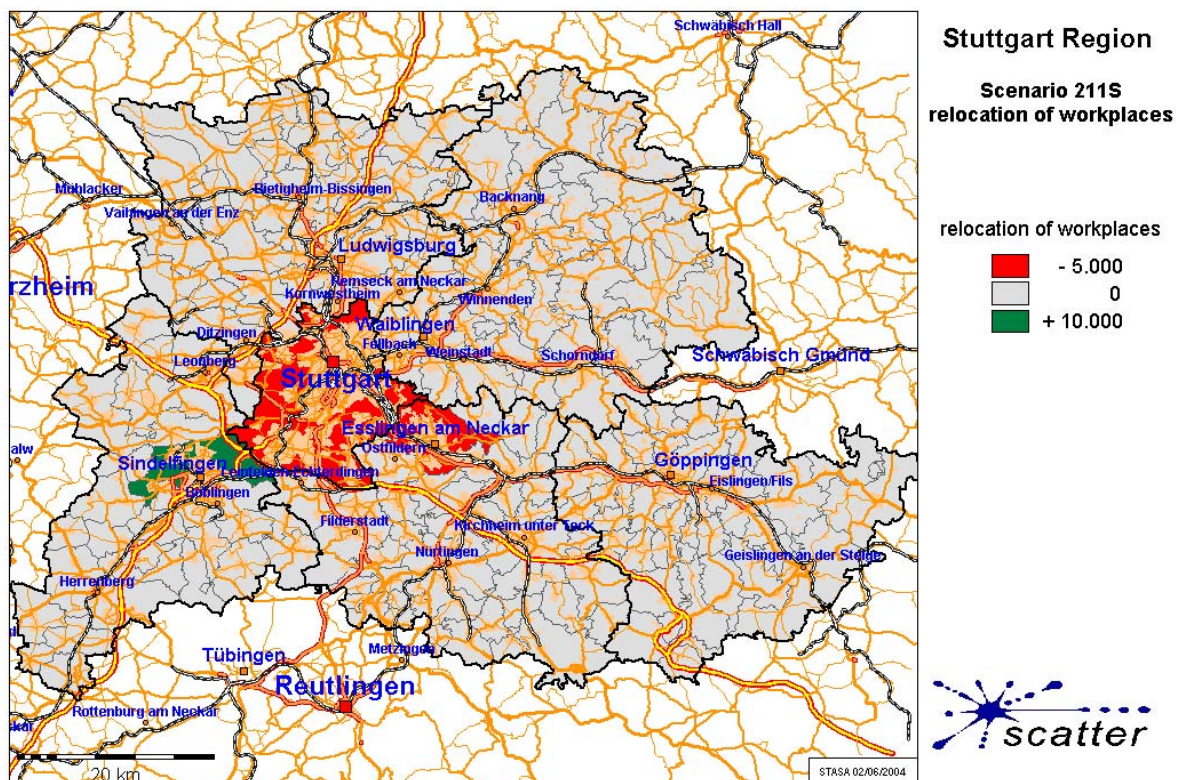 Stuttgart Region
Scenario 211S
relocation of workplaces
relocation of workplaces
- 5.000
0
+ 10.000
Schwäbisch Hall
Mühlacker
Bietigheim-Bissingen
Backnang
Vaihingen an der Enz
Ludwigsburg
rzheim
Remseck am Neckar
Kornwestheim
Winnenden
Ditzingen
Waiblingen
Fellbach
Weinstadt
Schorndorf
Schwäbisch Gmünd
Leonberg
Stuttgart
Esslingen am Neckar
alw
Ostfildern
Sindelfingen
Leinfelden-Echterdingen
Göppingen
Böblingen
Eislingen/Fils
Filderstadt
Kirchheim unter Teck
Nürtingen
Geislingen an der Steige
Herrenberg
Tübingen
Metzingen
Reutlingen
Rottenburg am Neckar
kar
20 km
STASA 02/06/2004
scatter